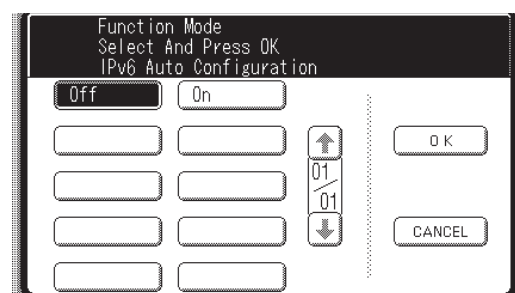 Function Mode
Select And Press OK
IPv6 Auto Configuration
Off On
OK
01
01
CANCEL